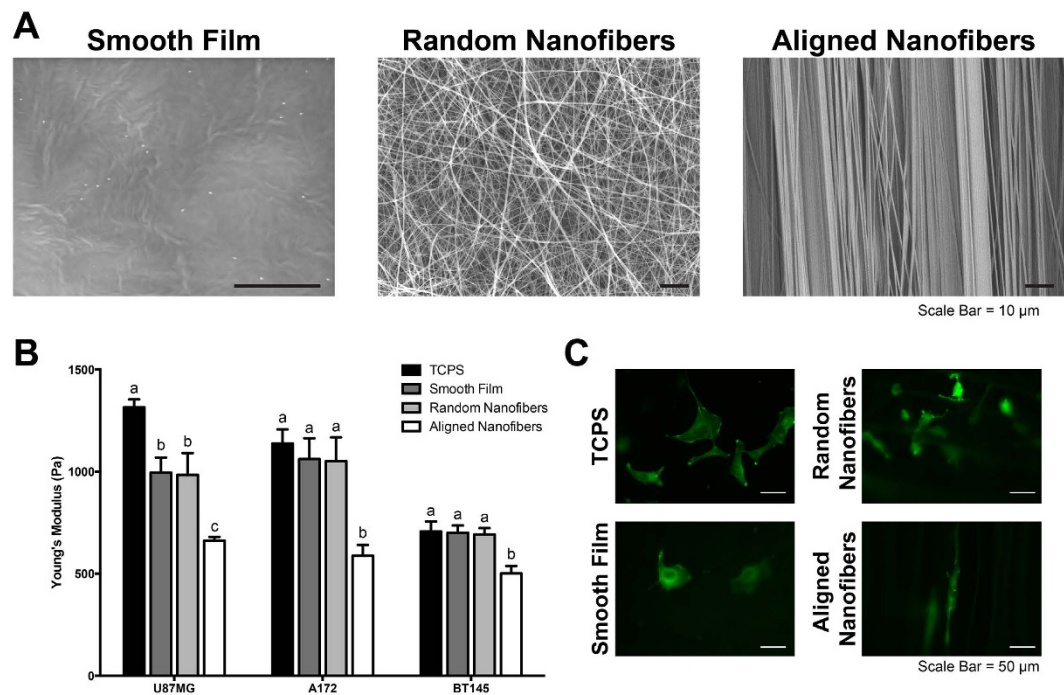 A
Smooth Film
Random Nanofibers
Aligned Nanofibers
Scale Bar = 10 µm
B
1500
1000
500
0
Young's Modulus (Pa)
TCPS
Smooth Film
Random Nanofibers
Aligned Nanofibers
a
b
b
c
a
a
a
b
a
a
a
b
U87MG
A172
BT145
C
TCPS
Random
Nanofibers
Smooth Film
Aligned
Nanofibers
Scale Bar = 50 µm